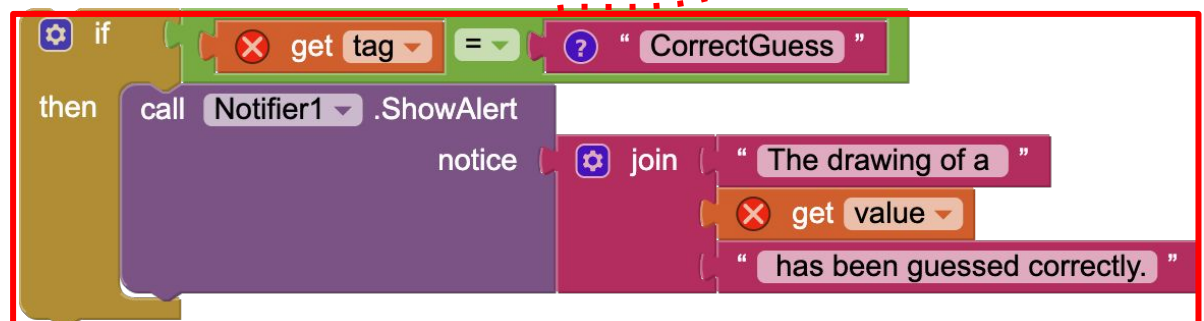 if get tag = ? " CorrectGuess "
then call Notifier1 .ShowAlert
notice join " The drawing of a "
get value
" has been guessed correctly. "